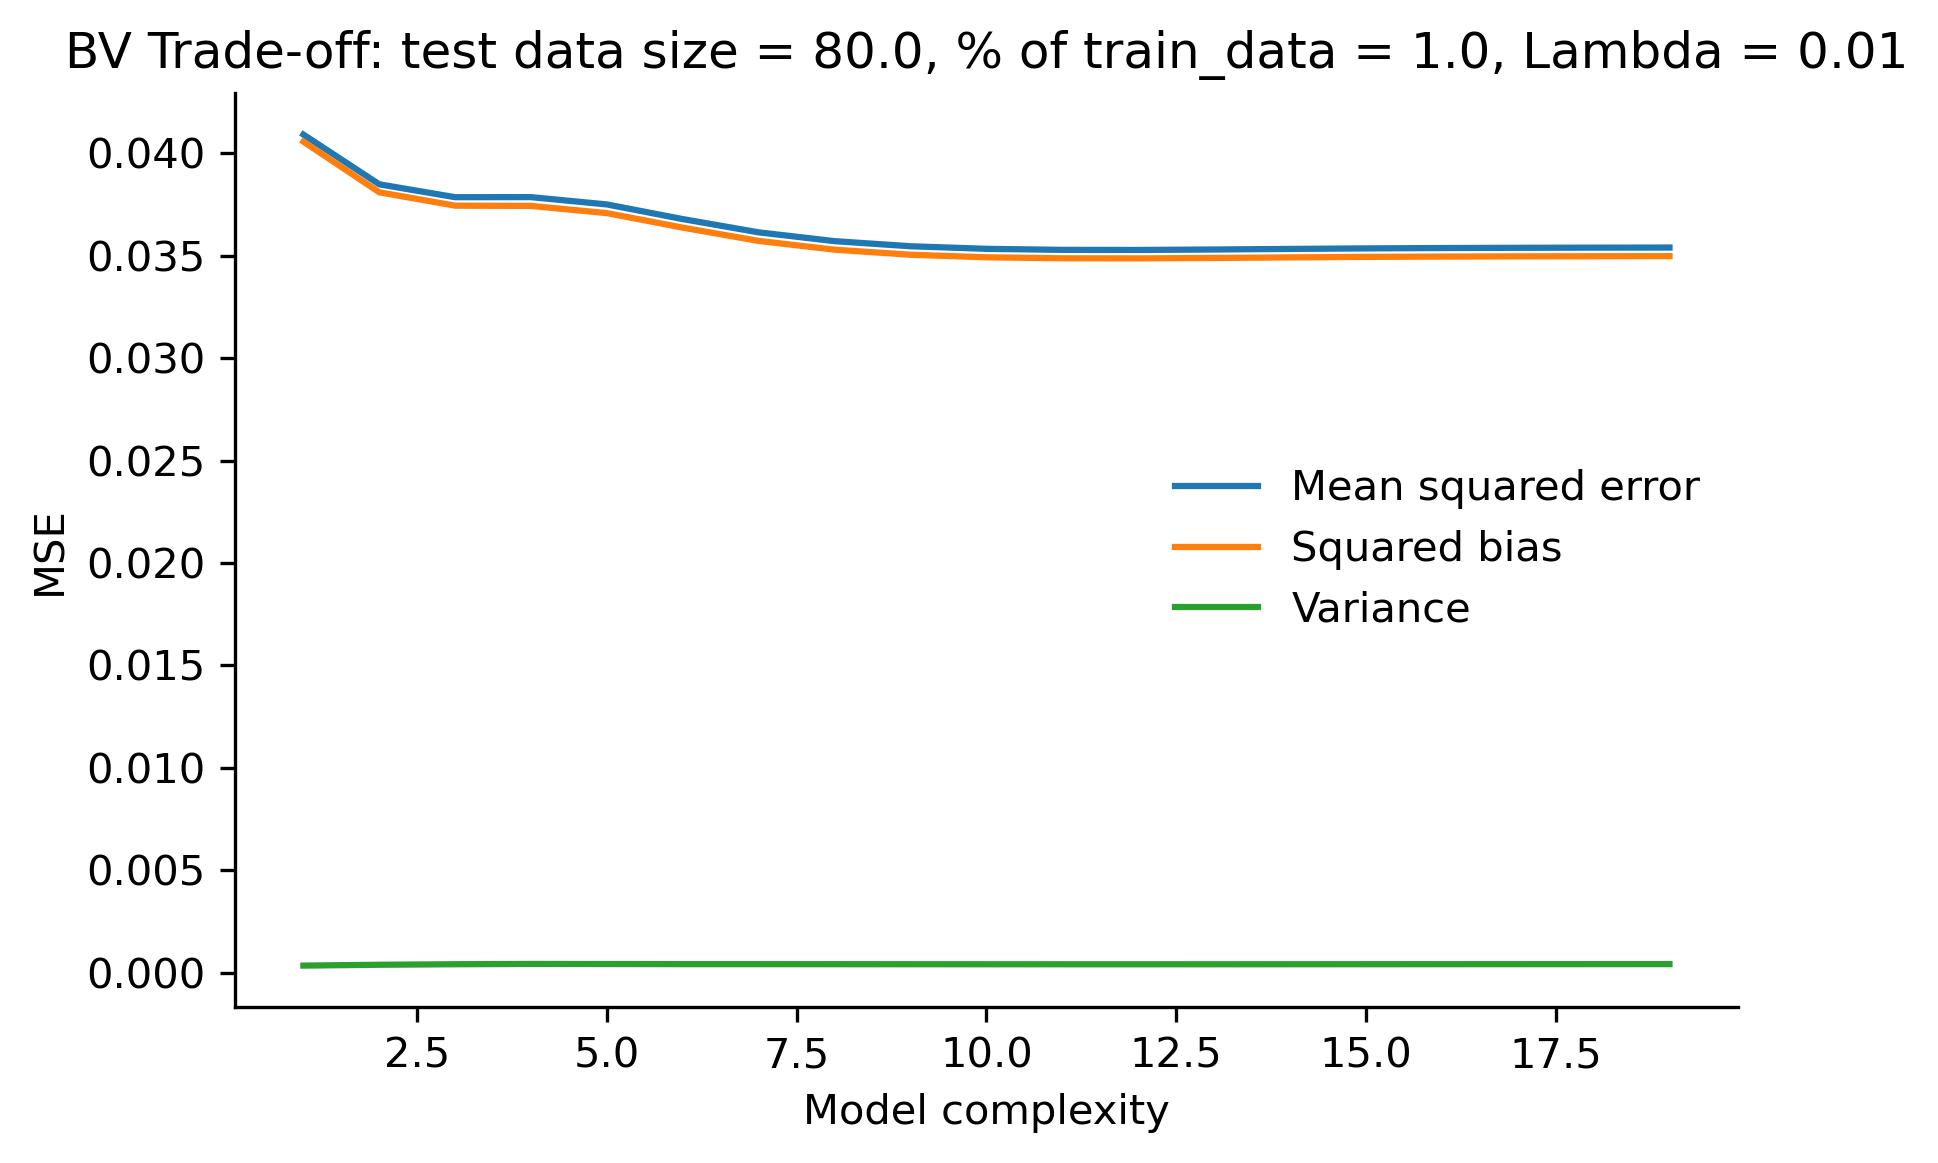 BV Trade-off: test data size = 80.0, % of train_data = 1.0, Lambda = 0.01
0.040
0.035
0.030
0.025
0.020
0.015
0.010
0.005
0.000
MSE
Mean squared error
Squared bias
Variance
2.5 5.0 7.5 10.0 12.5 15.0 17.5
Model complexity